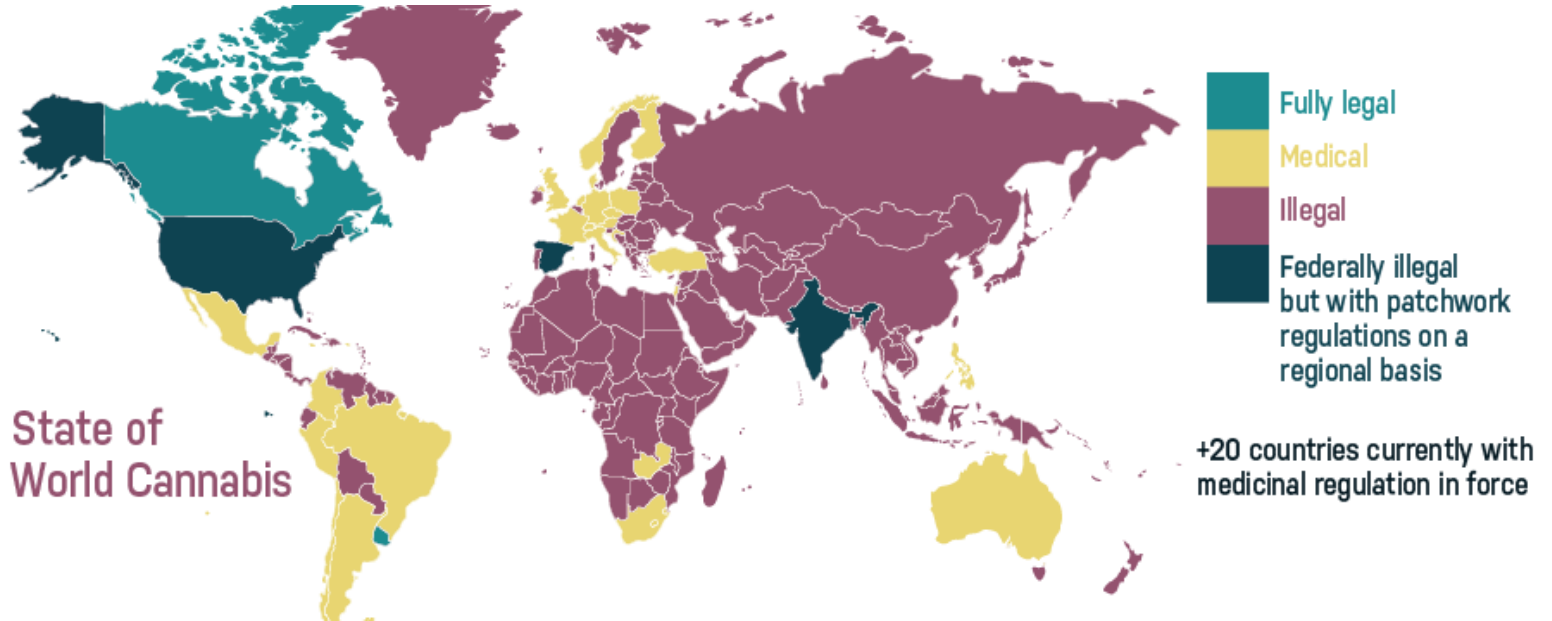 State of
World Cannabis
Fully legal
Medical
Illegal
Federally illegal
but with patchwork
regulations on a
regional basis
+20 countries currently with
medicinal regulation in force